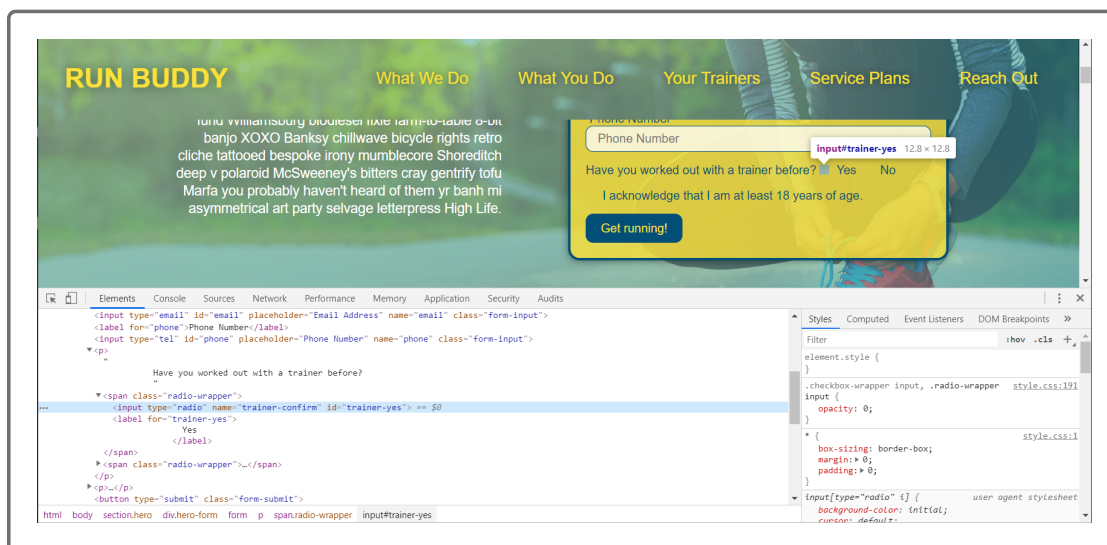 RUN BUDDY What We Do What You Do Your Trainers Service Plans Reach Out
fund Williamsburg biodiesel fixie farm-to-table 8-bit
banjo XOXO Banksy chillwave bicycle rights retro
cliche tattooed bespoke irony mumblecore Shoreditch
deep v polaroid McSweeney's bitters cray gentrify tofu
Marfa you probably haven't heard of them yr banh mi
asymmetrical art party selvage letterpress High Life.
Phone Number
Phone Number
input#trainer-yes 12.8 × 12.8
Have you worked out with a trainer before? Yes No
I acknowledge that I am at least 18 years of age.
Get running!
Elements Console Sources Network Performance Memory Application Security Audits
<input type="email" id="email" placeholder="Email Address" name="email" class="form-input">
<label for="phone">Phone Number</label>
<input type="tel" id="phone" placeholder="Phone Number" name="phone" class="form-input">
▼<p>
"
Have you worked out with a trainer before?
"
▼<span class="radio-wrapper">
••• <input type="radio" name="trainer-confirm" id="trainer-yes"> == $0
<label for="trainer-yes">
Yes
</label>
</span>
▶<span class="radio-wrapper">…</span>
</p>
▶<p>…</p>
<button type="submit" class="form-submit">
html body section.hero div.hero-form form p span.radio-wrapper input#trainer-yes
Styles Computed Event Listeners DOM Breakpoints »
Filter :hov .cls +
element.style {
}
.checkbox-wrapper input, .radio-wrapper style.css:191
input {
opacity: 0;
}
* { style.css:1
box-sizing: border-box;
margin:▶ 0;
padding:▶ 0;
}
input[type="radio" i] { user agent stylesheet
background-color: initial;
cursor: default;